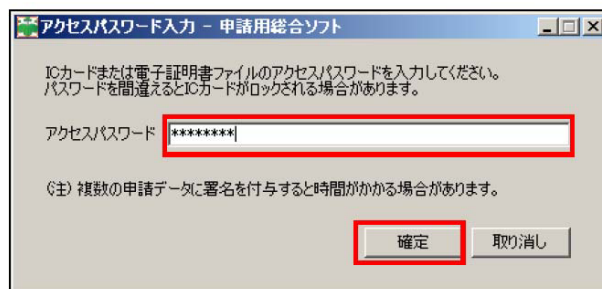 アクセスパスワード入力 - 申請用総合ソフト
ICカードまたは電子証明書ファイルのアクセスパスワードを入力してください。
パスワードを間違えるとICカードがロックされる場合があります。
アクセスパスワード ********
(注) 複数の申請データに署名を付与すると時間がかかる場合があります。
確定 取り消し